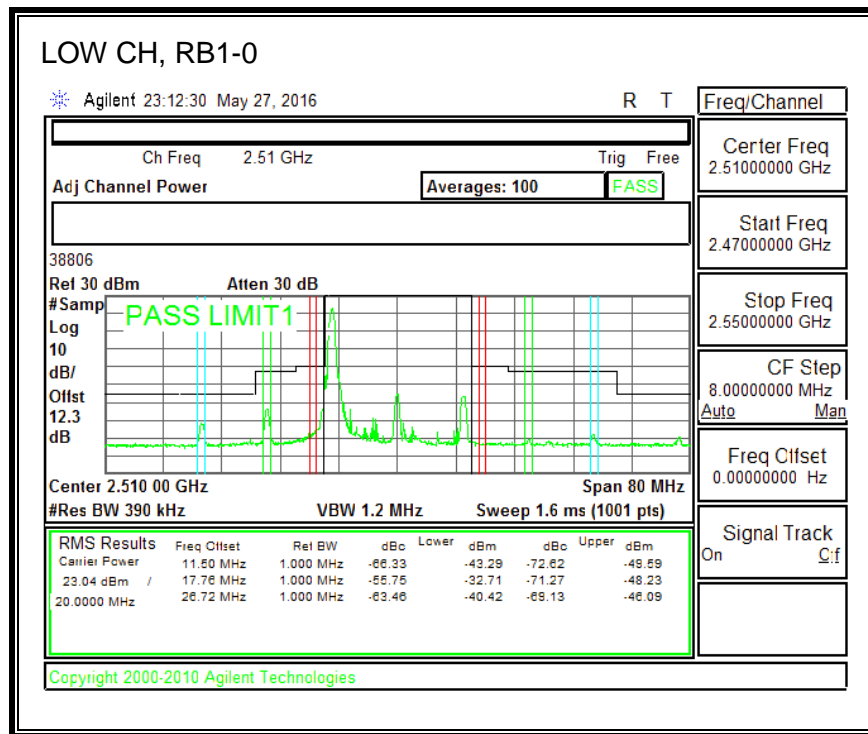 LOW CH, RB1-0
Agilent 23:12:30 May 27, 2016 R T
Freq/Channel
Ch Freq 2.51 GHz Trig Free
Adj Channel Power Averages: 100 PASS
38806
Ref 30 dBm Atten 30 dB
#Samp
Log
10
dB/
Offst
12.3
dB
PASS LIMIT1
Center 2.510 00 GHz Span 80 MHz
#Res BW 390 kHz VBW 1.2 MHz Sweep 1.6 ms (1001 pts)
RMS Results Freq Offset Ref BW dBc Lower dBm dBc Upper dBm
Carrier Power 11.50 MHz 1.000 MHz -66.33 -43.29 -72.62 -49.59
23.04 dBm / 17.76 MHz 1.000 MHz -55.75 -32.71 -71.27 -48.23
20.0000 MHz 26.72 MHz 1.000 MHz -63.46 -40.42 -69.13 -46.09
Copyright 2000-2010 Agilent Technologies
Center Freq
2.51000000 GHz
Start Freq
2.47000000 GHz
Stop Freq
2.55000000 GHz
CF Step
8.00000000 MHz
Auto Man
Freq Offset
0.00000000 Hz
Signal Track
On Off